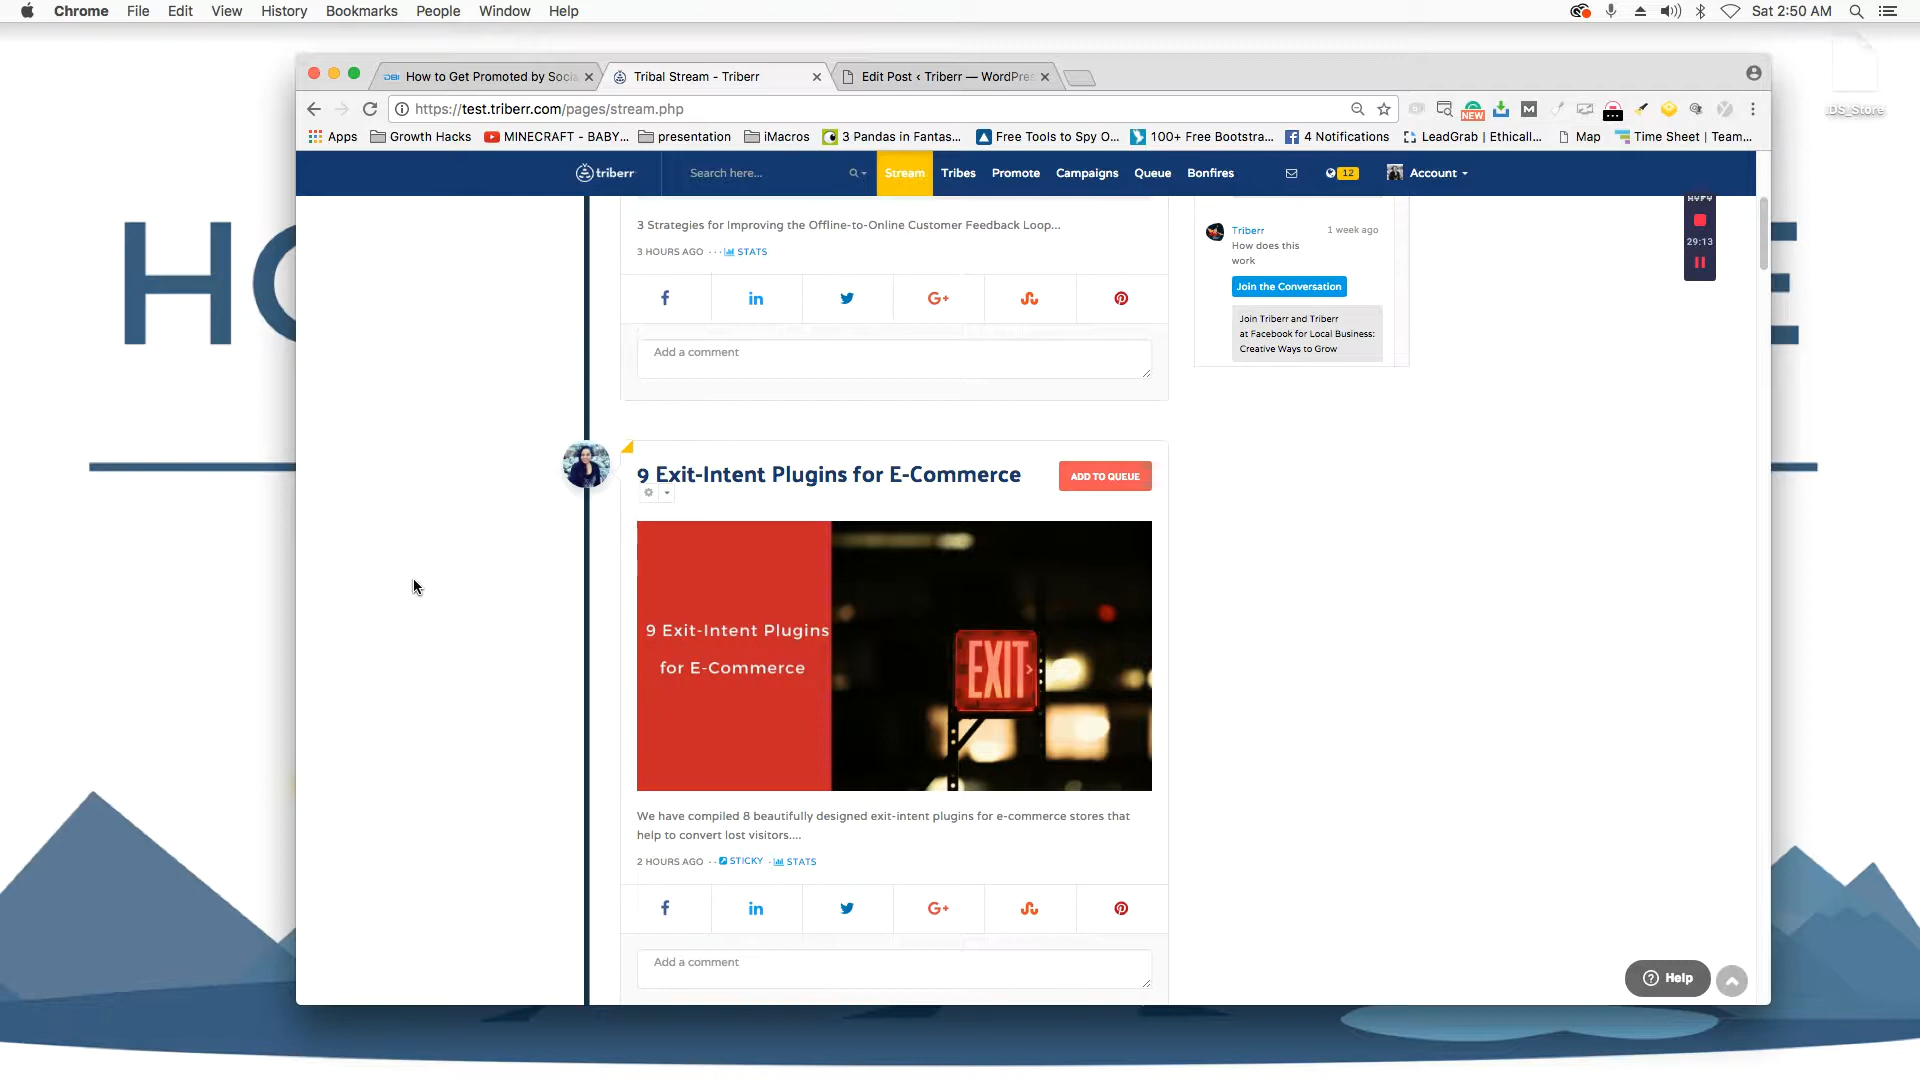 Chrome File Edit View History Bookmarks People Window Help
Sat 2:50 AM
.DS_Store
How to Get Promoted by Socia
Tribal Stream - Triberr
Edit Post ‹ Triberr — WordPres
https://test.triberr.com/pages/stream.php
NEW
Apps Growth Hacks MINECRAFT - BABY... presentation iMacros 3 Pandas in Fantas... Free Tools to Spy O... 100+ Free Bootstra... 4 Notifications LeadGrab | Ethicall... Map Time Sheet | Team...
triberr Search here... Stream Tribes Promote Campaigns Queue Bonfires 12 Account
29:13
3 Strategies for Improving the Offline-to-Online Customer Feedback Loop...
3 HOURS AGO ··· STATS
Add a comment
Triberr 1 week ago
How does this
work
Join the Conversation
Join Triberr and Triberr
at Facebook for Local Business:
Creative Ways to Grow
9 Exit-Intent Plugins for E-Commerce
ADD TO QUEUE
9 Exit-Intent Plugins
for E-Commerce
EXIT
We have compiled 8 beautifully designed exit-intent plugins for e-commerce stores that
help to convert lost visitors....
2 HOURS AGO ·· STICKY · STATS
Add a comment
Help